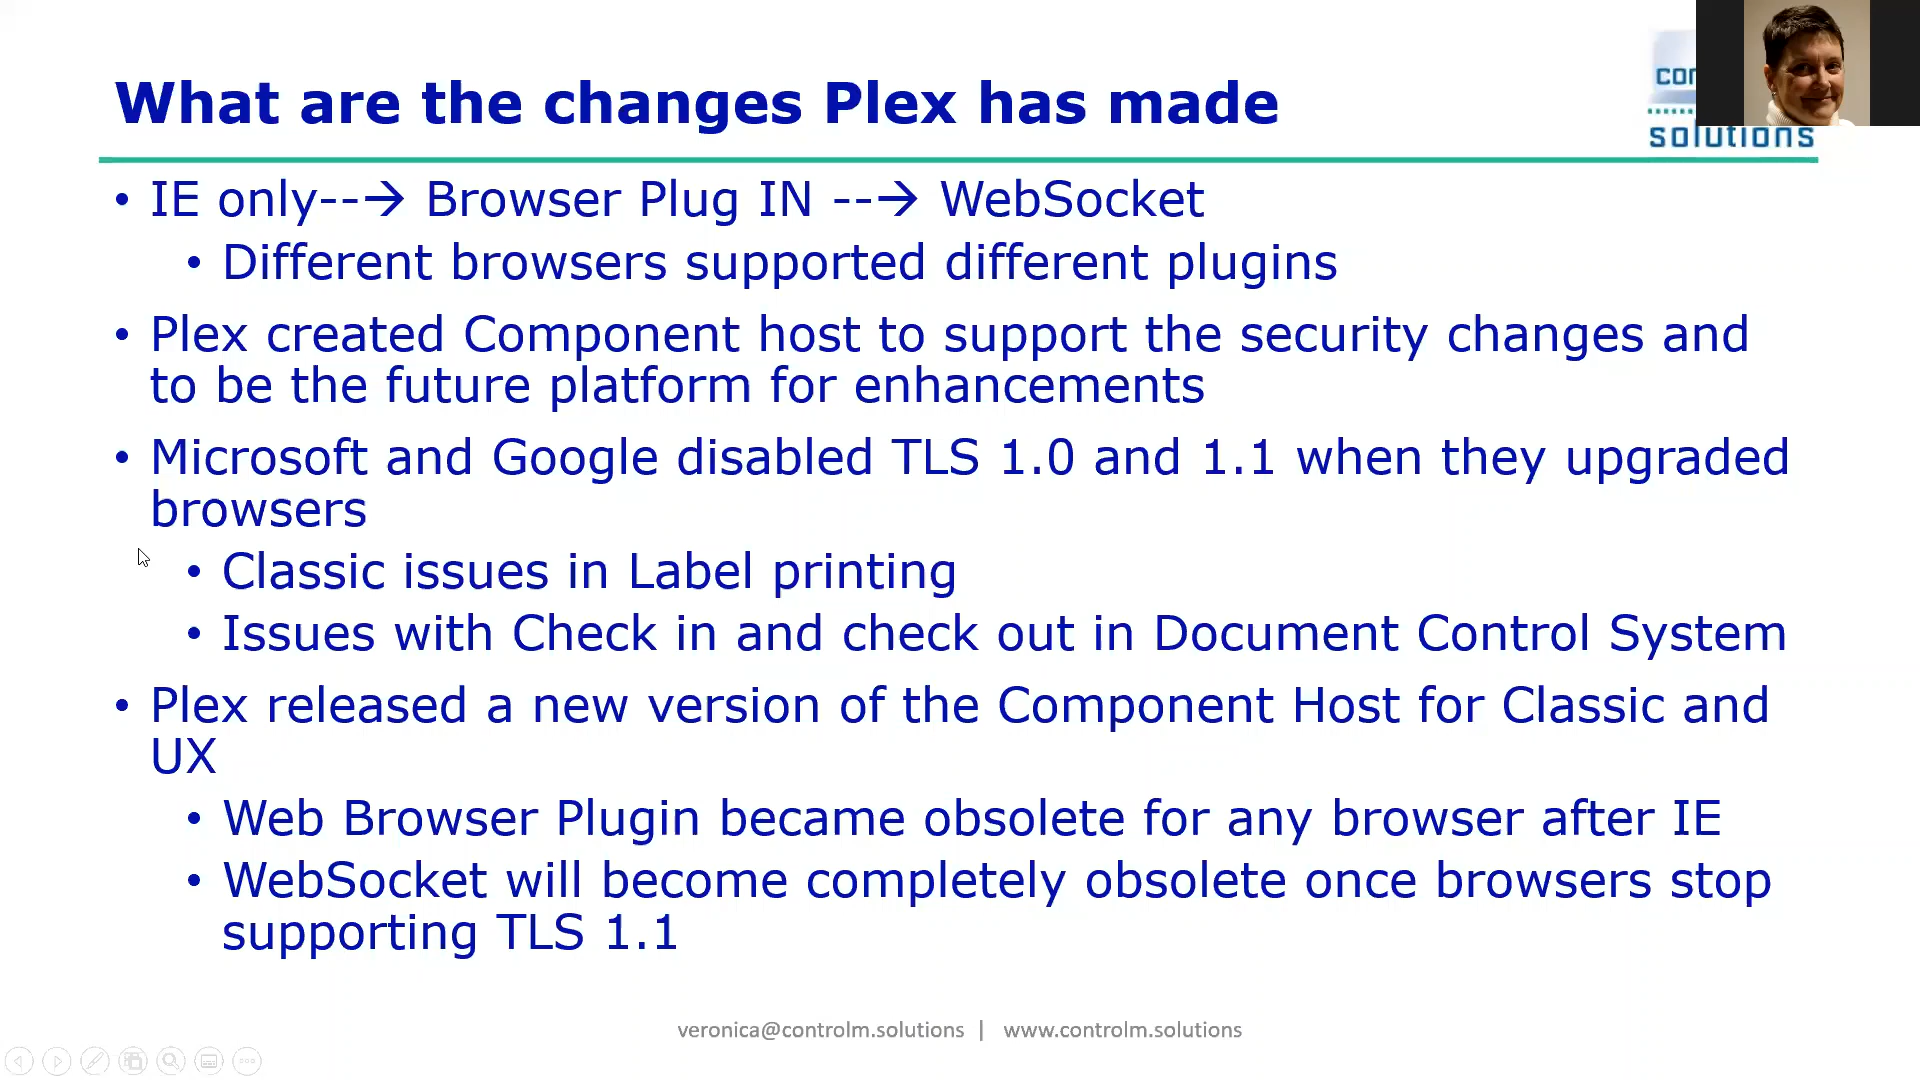 What are the changes Plex has made
solutions
• IE only--→ Browser Plug IN --→ WebSocket
• Different browsers supported different plugins
• Plex created Component host to support the security changes and
to be the future platform for enhancements
• Microsoft and Google disabled TLS 1.0 and 1.1 when they upgraded
browsers
• Classic issues in Label printing
• Issues with Check in and check out in Document Control System
• Plex released a new version of the Component Host for Classic and
UX
• Web Browser Plugin became obsolete for any browser after IE
• WebSocket will become completely obsolete once browsers stop
supporting TLS 1.1
veronica@controlm.solutions | www.controlm.solutions